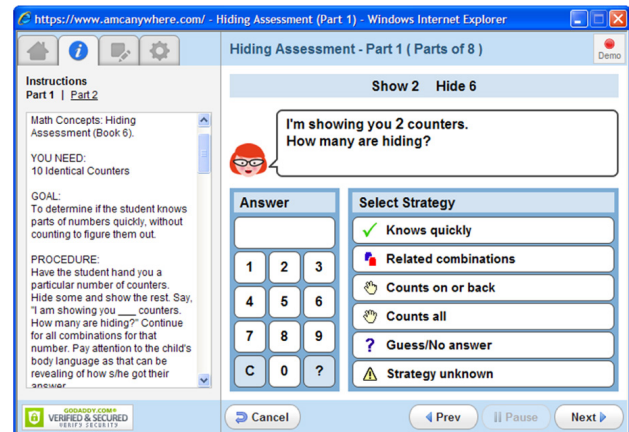 https://www.amcanywhere.com/ - Hiding Assessment (Part 1) - Windows Internet Explorer
Instructions
Part 1 | Part 2
Math Concepts: Hiding
Assessment (Book 6).
YOU NEED:
10 Identical Counters
GOAL:
To determine if the student knows
parts of numbers quickly, without
counting to figure them out.
PROCEDURE:
Have the student hand you a
particular number of counters.
Hide some and show the rest. Say,
"I am showing you ___ counters.
How many are hiding?" Continue
for all combinations for that
number. Pay attention to the child's
body language as that can be
revealing of how s/he got their
answer
GODADDY.COM®
VERIFIED & SECURED
VERIFY SECURITY
Hiding Assessment - Part 1 ( Parts of 8 )
Demo
Show 2 Hide 6
I'm showing you 2 counters.
How many are hiding?
Answer
1 2 3
4 5 6
7 8 9
C 0 ?
Select Strategy
Knows quickly
Related combinations
Counts on or back
Counts all
? Guess/No answer
Strategy unknown
Cancel
Prev
Pause
Next